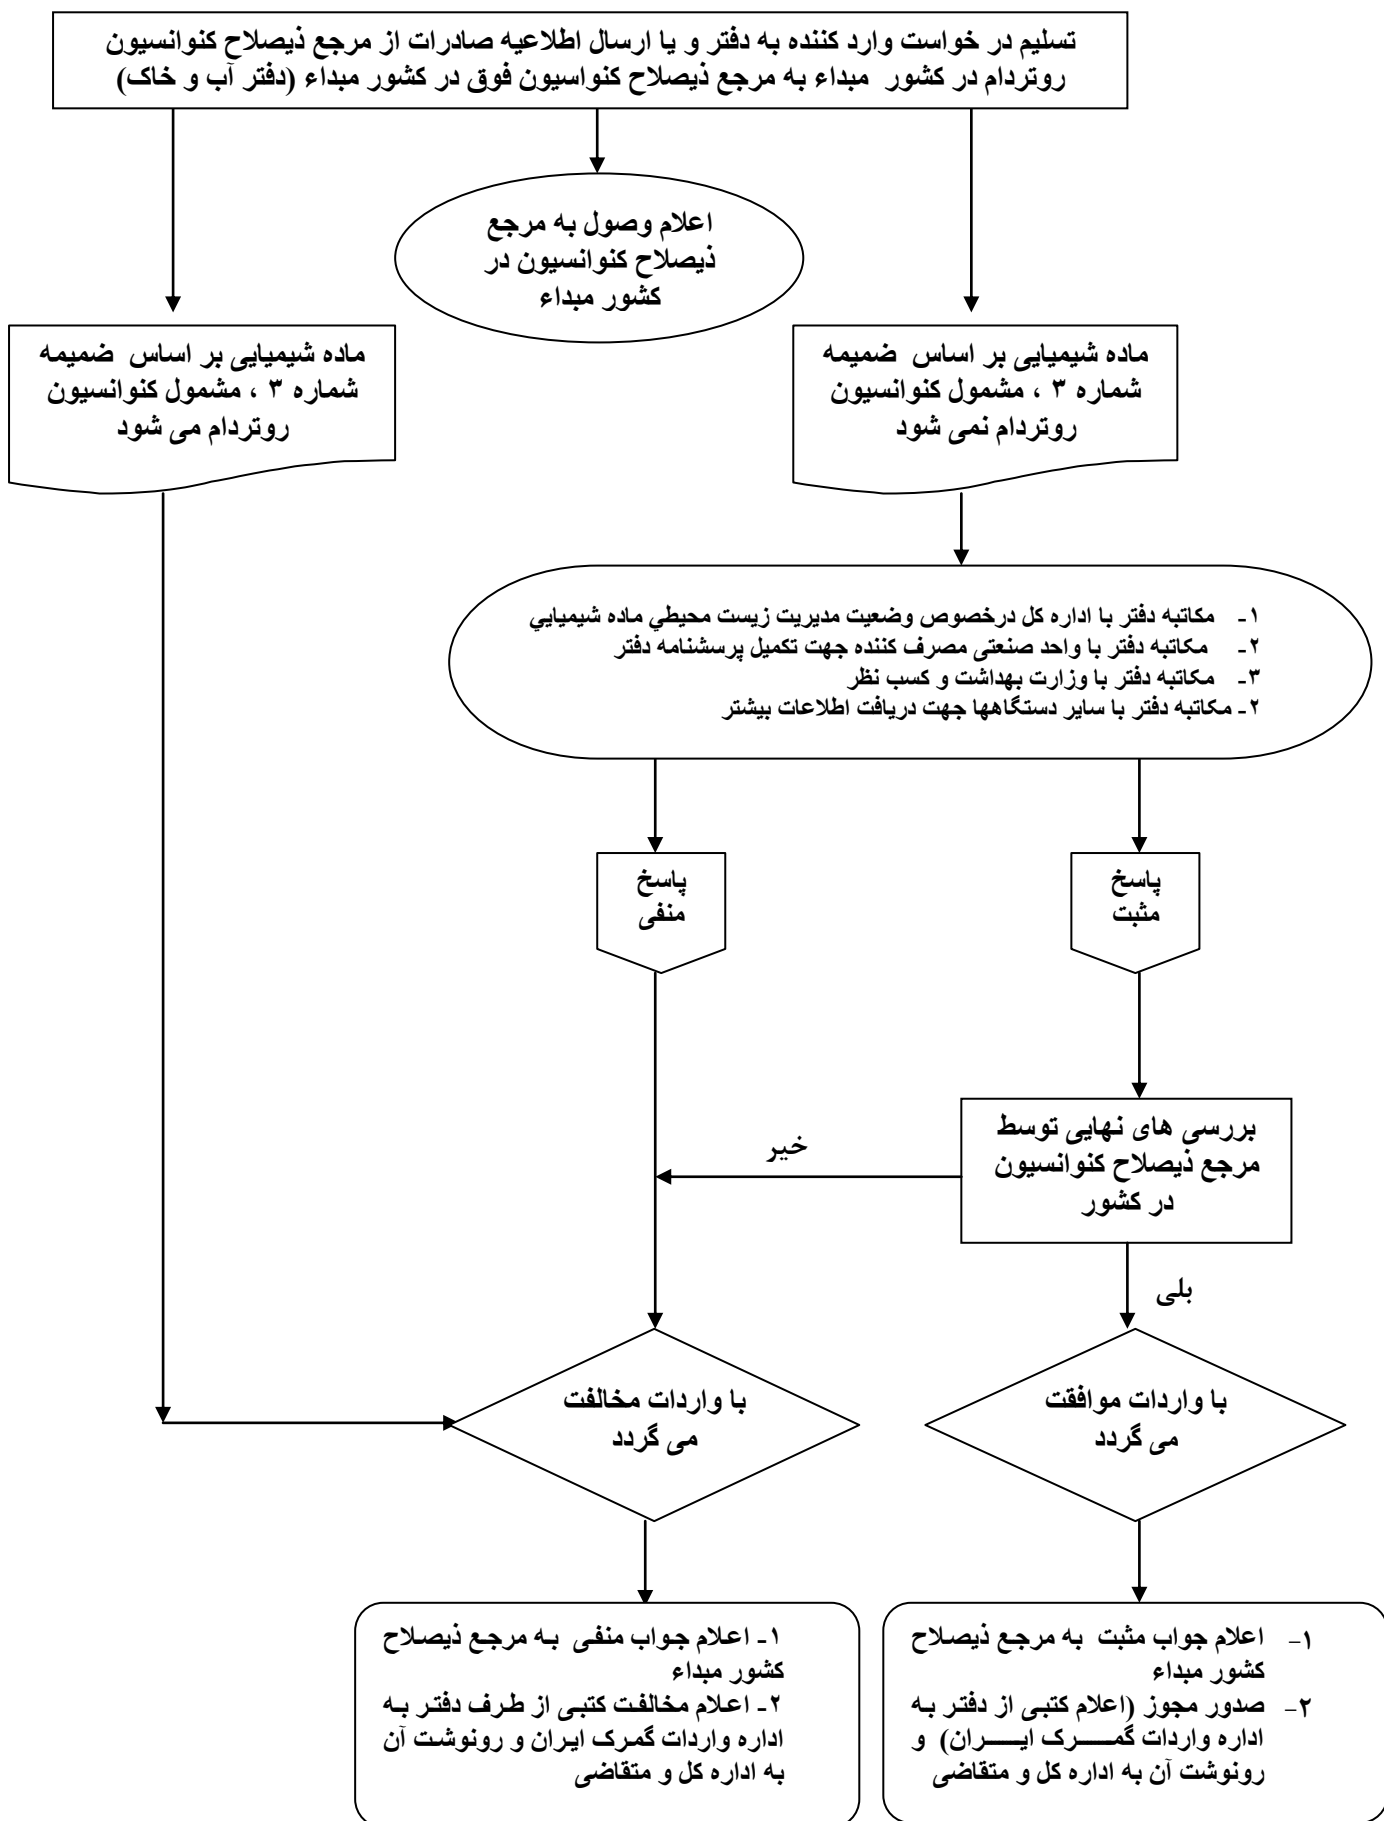 تسلیم در خواست وارد کننده به دفتر و یا ارسال اطلاعیه صادرات از مرجع ذیصلاح کنوانسیون
روتردام در کشور مبداء به مرجع ذیصلاح کنواسیون فوق در کشور مبداء (دفتر آب و خاک)
اعلام وصول به مرجع
ذیصلاح کنوانسیون در
کشور مبداء
ماده شیمیایی بر اساس ضمیمه
شماره ۳ ، مشمول کنوانسیون
روتردام نمی شود
ماده شیمیایی بر اساس ضمیمه
شماره ۳ ، مشمول کنوانسیون
روتردام می شود
۱- مکاتبه دفتر با اداره کل درخصوص وضعیت مدیریت زیست محیطي ماده شیمیایي
۲- مکاتبه دفتر با واحد صنعتی مصرف کننده جهت تکمیل پرسشنامه دفتر
۳- مکاتبه دفتر با وزارت بهداشت و کسب نظر
۲- مکاتبه دفتر با سایر دستگاهها جهت دریافت اطلاعات بیشتر
پاسخ
مثبت
پاسخ
منفی
بررسی های نهایی توسط
مرجع ذیصلاح کنوانسیون
در کشور
خیر
بلی
با واردات موافقت
می گردد
با واردات مخالفت
می گردد
۱- اعلام جواب مثبت به مرجع ذیصلاح
کشور مبداء
۲- صدور مجوز (اعلام کتبی از دفتر به
اداره واردات گمـــــرک ایـــــران) و
رونوشت آن به اداره کل و متقاضی
۱- اعلام جواب منفی به مرجع ذیصلاح
کشور مبداء
۲- اعلام مخالفت کتبی از طرف دفتر به
اداره واردات گمرک ایران و رونوشت آن
به اداره کل و متقاضی